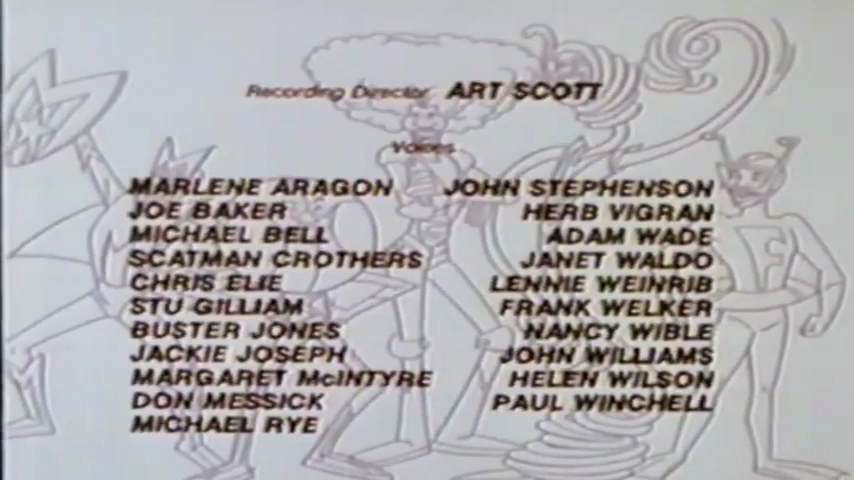 Recording Director ART SCOTT
Voices
MARLENE ARAGON JOHN STEPHENSON
JOE BAKER HERB VIGRAN
MICHAEL BELL ADAM WADE
SCATMAN CROTHERS JANET WALDO
CHRIS ELIE LENNIE WEINRIB
STU GILLIAM FRANK WELKER
BUSTER JONES NANCY WIBLE
JACKIE JOSEPH JOHN WILLIAMS
MARGARET McINTYRE HELEN WILSON
DON MESSICK PAUL WINCHELL
MICHAEL RYE
F